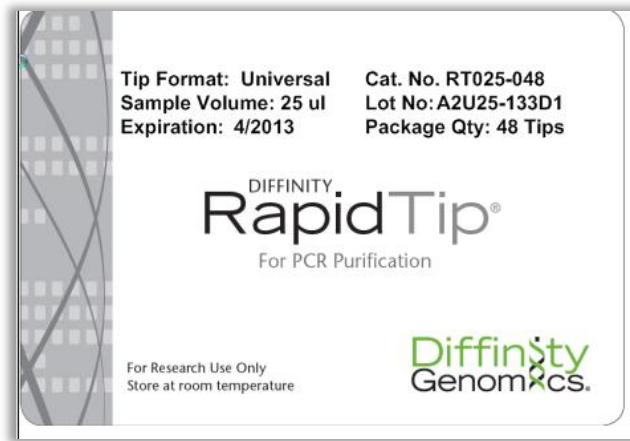 Tip Format: Universal
Sample Volume: 25 ul
Expiration: 4/2013
Cat. No. RT025-048
Lot No: A2U25-133D1
Package Qty: 48 Tips
DIFFINITY
RapidTip®
For PCR Purification
For Research Use Only
Store at room temperature
Diffinity
Genomics.